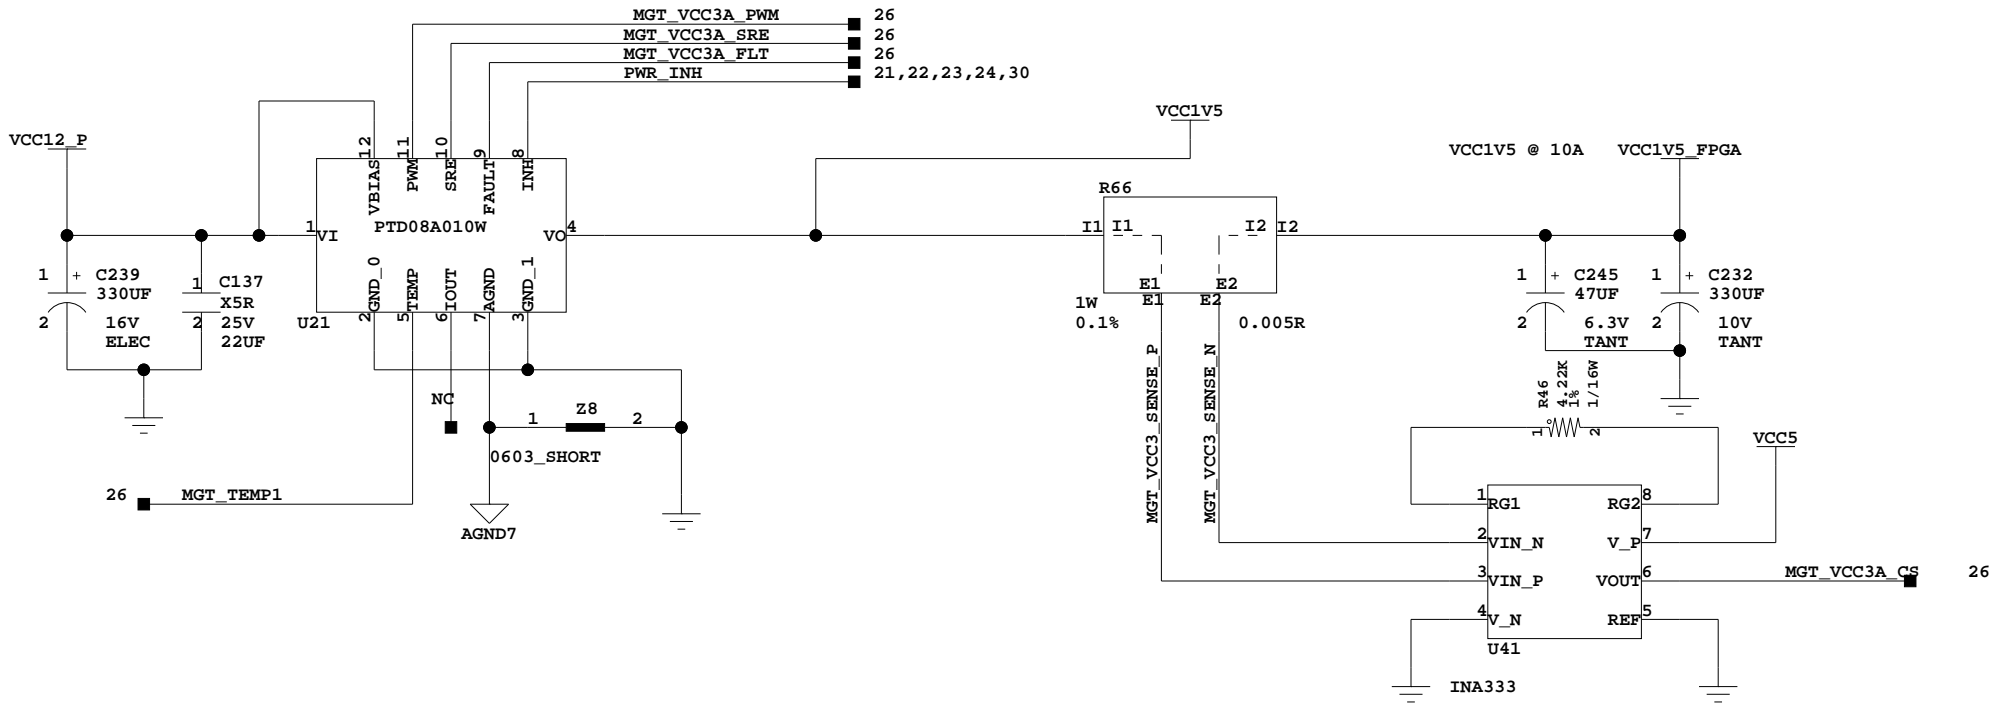 MGT_VCC3A_PWM 26
MGT_VCC3A_SRE 26
MGT_VCC3A_FLT 26
PWR_INH 21,22,23,24,30
VCC12_P
VCC1V5
VCC1V5 @ 10A
VCC1V5_FPGA
12 11 10 9 8
VBIAS PWM SRE FAULT INH
PTD08A010W
1 VI
VO 4
GND_0 TEMP IOUT AGND GND_1
2 5 6 7 3
U21
1 + C239
330UF
2 16V
ELEC
1 C137
X5R
2 25V
22UF
R66
I1 I1
I2 I2
E1 E2
E1 E2
1W
0.1%
0.005R
1 + C245
47UF
2 6.3V
TANT
1 + C232
330UF
2 10V
TANT
NC
1 Z8 2
0603_SHORT
26 MGT_TEMP1
AGND7
MGT_VCC3_SENSE_P
MGT_VCC3_SENSE_N
R46
4.22K
1%
1/16W
1 2
VCC5
1 RG1 RG2 8
2 VIN_N V_P 7
3 VIN_P VOUT 6
MGT_VCC3A_CS 26
4 V_N REF 5
U41
INA333